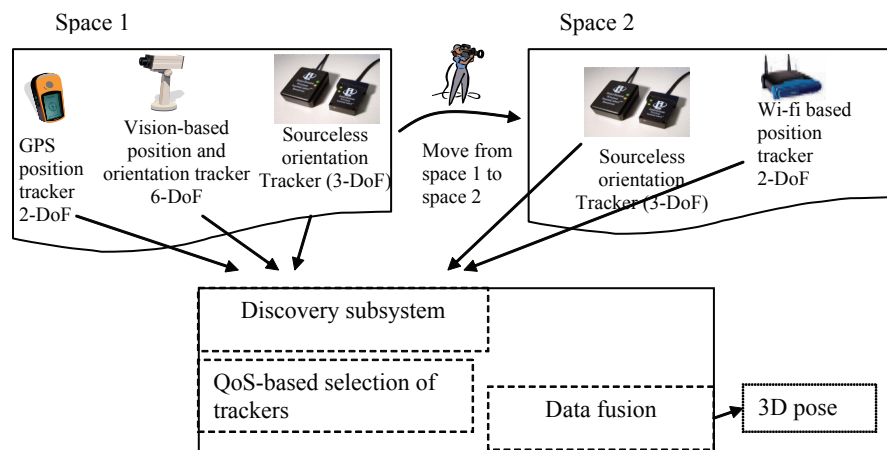 Space 1
Space 2
GPS
position
tracker
2-DoF
Vision-based
position and
orientation tracker
6-DoF
Sourceless
orientation
Tracker (3-DoF)
Move from
space 1 to
space 2
Sourceless
orientation
Tracker (3-DoF)
Wi-fi based
position
tracker
2-DoF
Discovery subsystem
QoS-based selection of
trackers
Data fusion
3D pose